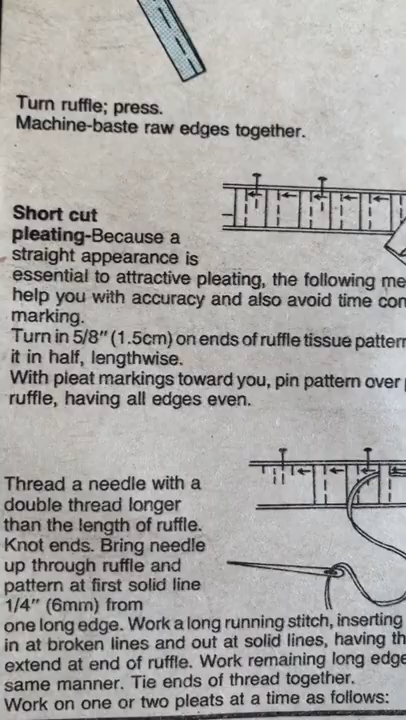 Turn ruffle; press.
Machine-baste raw edges together.
Short cut
pleating-Because a
straight appearance is
essential to attractive pleating, the following
help you with accuracy and also avoid time
marking.
Turn in 5/8" (1.5cm) on ends of ruffle tissue
it in half, lengthwise.
With pleat markings toward you, pin pattern over
ruffle, having all edges even.
Thread a needle with a
double thread longer
than the length of ruffle.
Knot ends. Bring needle
up through ruffle and
pattern at first solid line
1/4" (6mm) from
one long edge. Work a long running stitch, inserting
in at broken lines and out at solid lines, having
extend at end of ruffle. Work remaining long
same manner. Tie ends of thread together.
Work on one or two pleats at a time as follows: